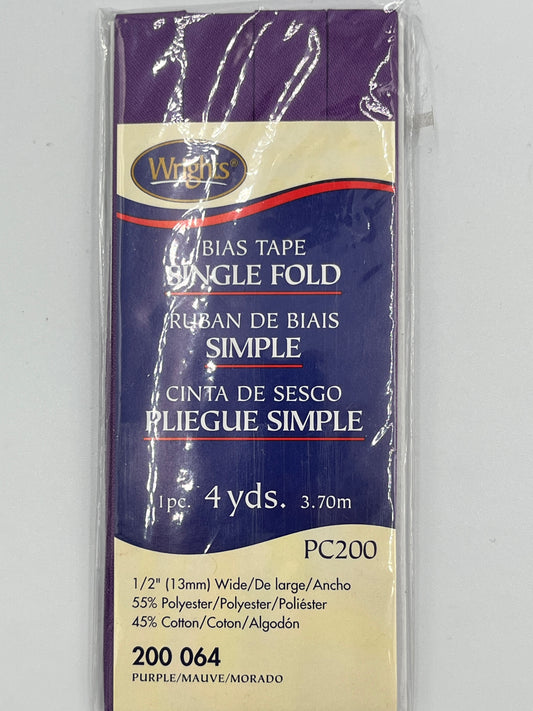 Wrights®
BIAS TAPE
SINGLE FOLD
RUBAN DE BIAIS
SIMPLE
CINTA DE SESGO
PLIEGUE SIMPLE
1 pc. 4 yds. 3.70m
PC200
1/2" (13mm) Wide/De large/Ancho
55% Polyester/Polyester/Poliéster
45% Cotton/Coton/Algodón
200 064
PURPLE/MAUVE/MORADO